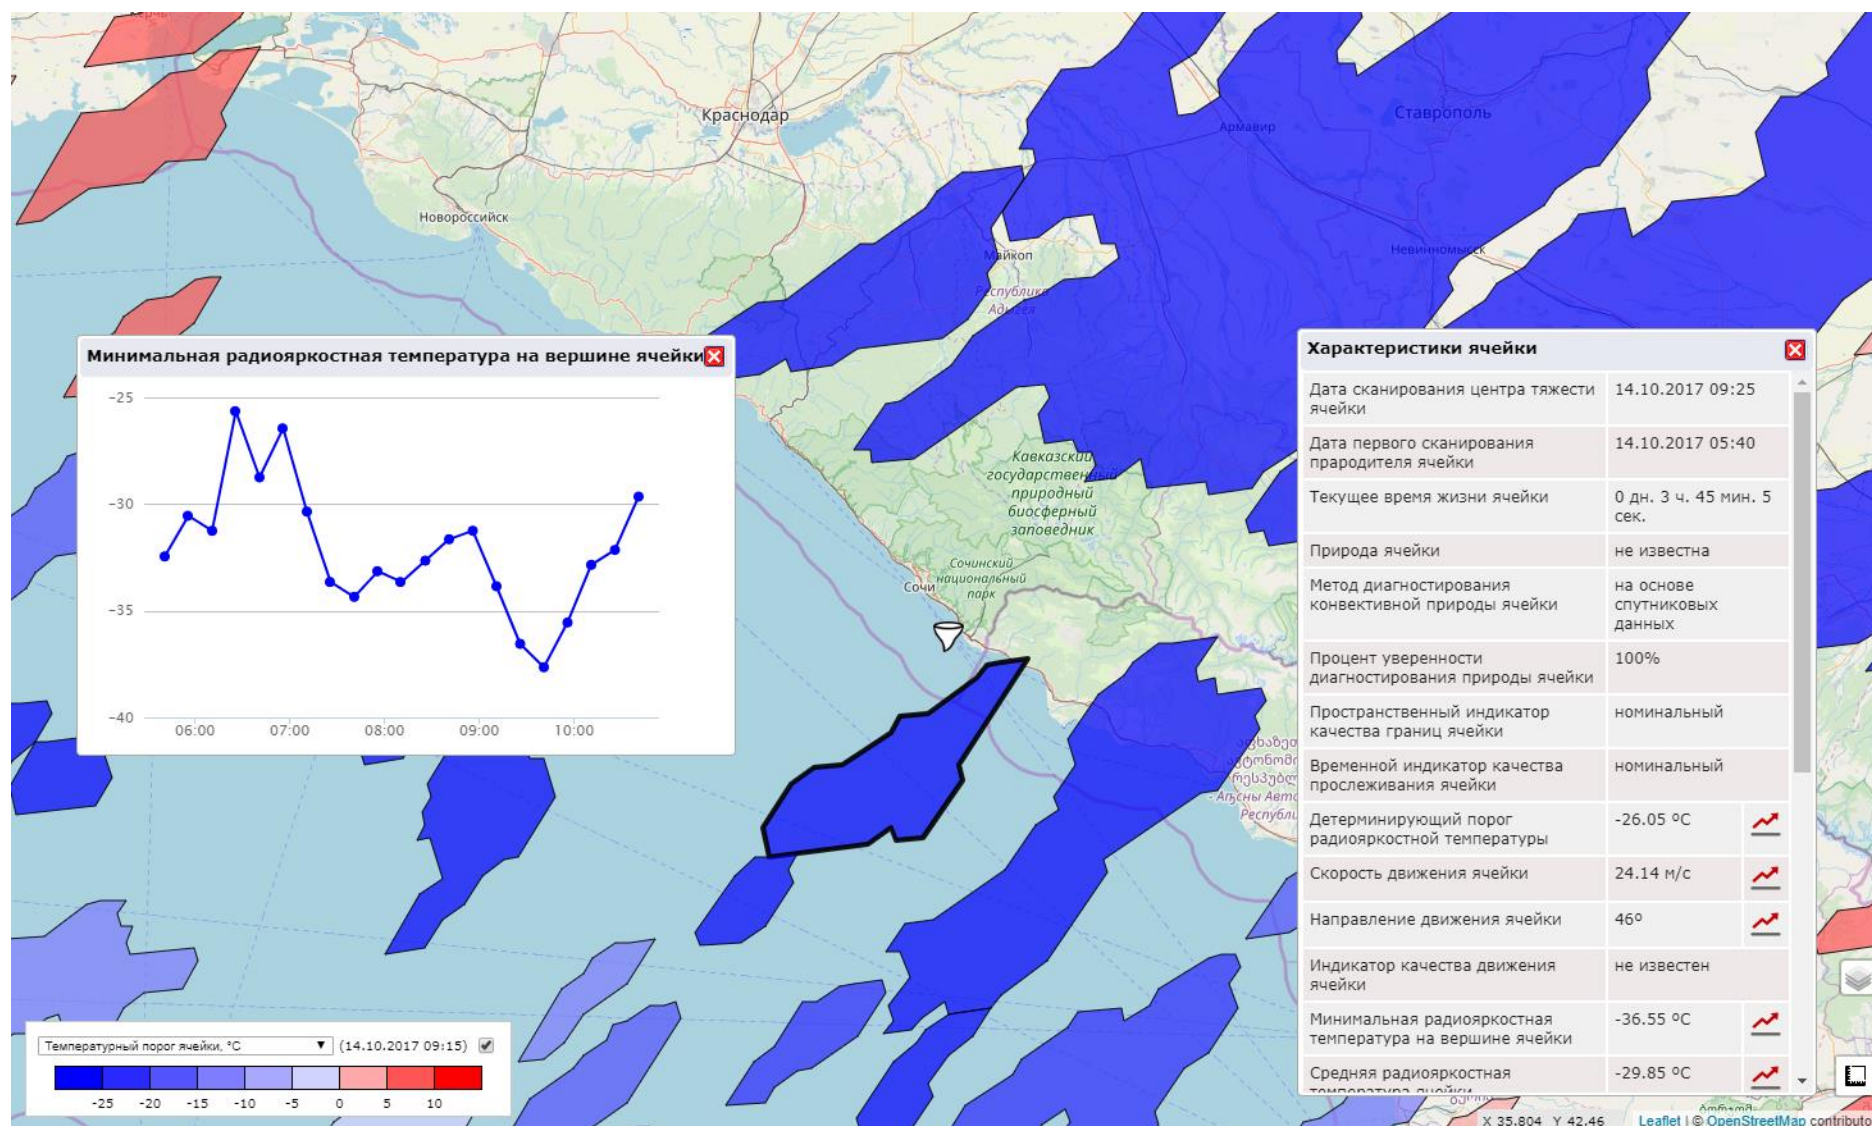 Керчь
Краснодар
Ставрополь
Армавир
Новороссийск
Невинномысск
Майкоп
Республика
Адыгея
Минимальная радиояркостная температура на вершине ячейки
-25
-30
-35
-40
06:00 07:00 08:00 09:00 10:00
Кавказский
государственный
природный
биосферный
заповедник
Сочинский
национальный
парк
Сочи
Характеристики ячейки
Дата сканирования центра тяжести 14.10.2017 09:25
ячейки
Дата первого сканирования 14.10.2017 05:40
прародителя ячейки
Текущее время жизни ячейки 0 дн. 3 ч. 45 мин. 5
сек.
Природа ячейки не известна
Метод диагностирования на основе
конвективной природы ячейки спутниковых
данных
Процент уверенности 100%
диагностирования природы ячейки
Пространственный индикатор номинальный
качества границ ячейки
Временной индикатор качества номинальный
прослеживания ячейки
Детерминирующий порог -26.05 ºC
радиояркостной температуры
Скорость движения ячейки 24.14 м/с
Направление движения ячейки 46º
Индикатор качества движения не известен
ячейки
Минимальная радиояркостная -36.55 ºC
температура на вершине ячейки
Средняя радиояркостная -29.85 ºC
температура ячейки
Температурный порог ячейки, °C (14.10.2017 09:15)
-25 -20 -15 -10 -5 0 5 10
X 35.804 Y 42.46
Leaflet | © OpenStreetMap contributo